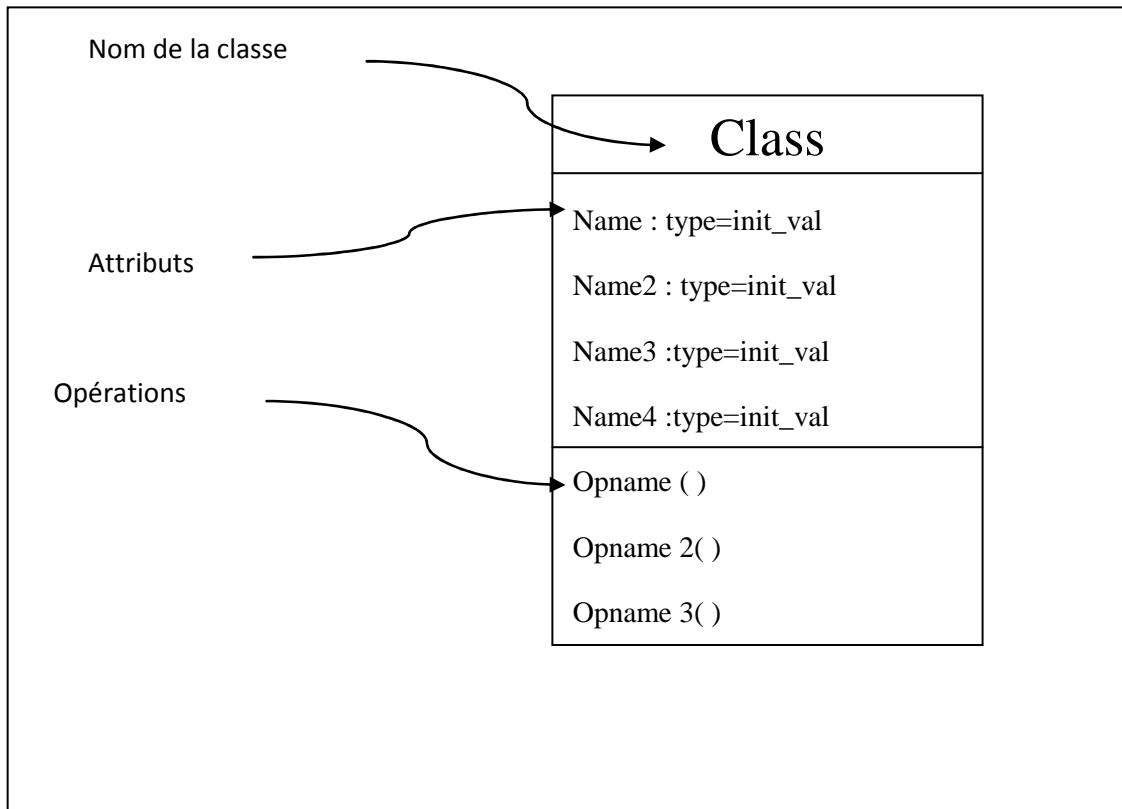 Nom de la classe
Class
Attributs
Name : type=init_val
Name2 : type=init_val
Name3 :type=init_val
Name4 :type=init_val
Opérations
Opname ( )
Opname 2( )
Opname 3( )